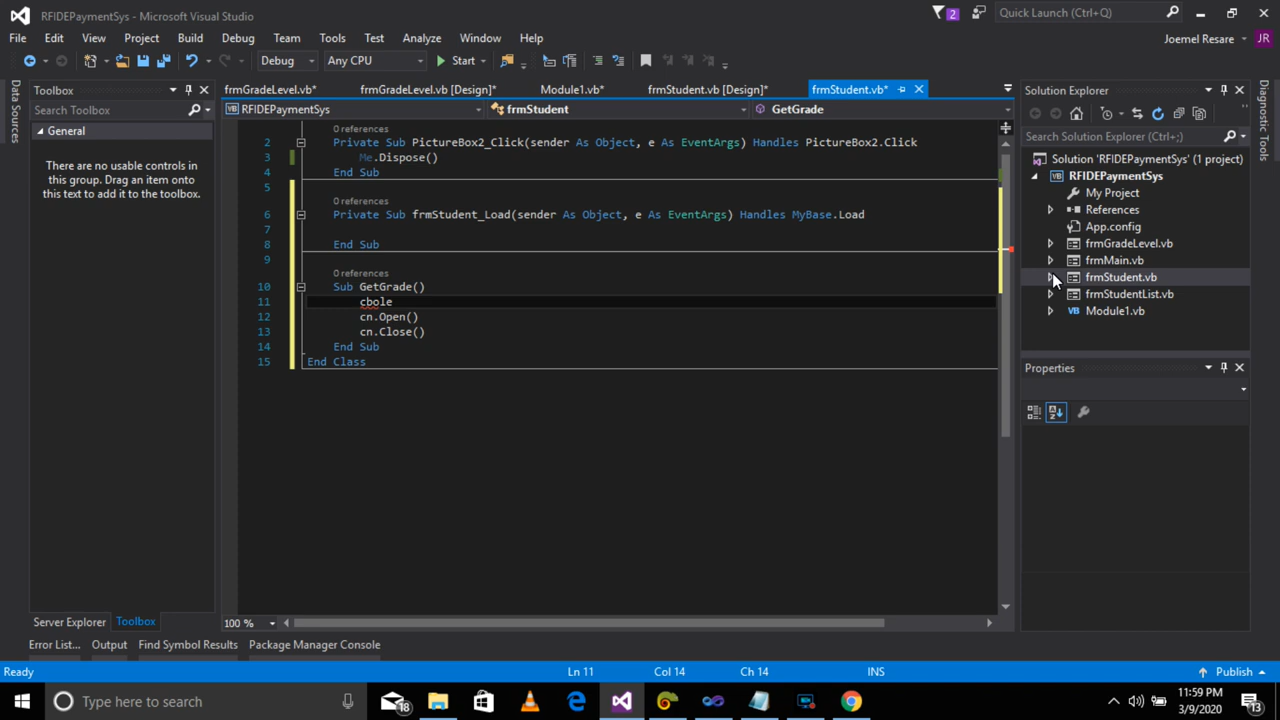 RFIDEPaymentSys - Microsoft Visual Studio
2
Quick Launch (Ctrl+Q)
File Edit View Project Build Debug Team Tools Test Analyze Window Help
Joemel Resare JR
Debug Any CPU Start
Data Sources
Toolbox
Search Toolbox
General
There are no usable controls in
this group. Drag an item onto
this text to add it to the toolbox.
Server Explorer Toolbox
frmGradeLevel.vb* frmGradeLevel.vb [Design]* Module1.vb* frmStudent.vb [Design]* frmStudent.vb*
RFIDEPaymentSys frmStudent GetGrade
0 references
2 Private Sub PictureBox2_Click(sender As Object, e As EventArgs) Handles PictureBox2.Click
3 Me.Dispose()
4 End Sub
5
0 references
6 Private Sub frmStudent_Load(sender As Object, e As EventArgs) Handles MyBase.Load
7
8 End Sub
9
0 references
10 Sub GetGrade()
11 cbole
12 cn.Open()
13 cn.Close()
14 End Sub
15 End Class
100 %
Solution Explorer
Search Solution Explorer (Ctrl+;)
Solution 'RFIDEPaymentSys' (1 project)
RFIDEPaymentSys
My Project
References
App.config
frmGradeLevel.vb
frmMain.vb
frmStudent.vb
frmStudentList.vb
Module1.vb
Properties
Diagnostic Tools
Error List... Output Find Symbol Results Package Manager Console
Ready Ln 11 Col 14 Ch 14 INS Publish
Type here to search
18
11:59 PM
3/9/2020
13